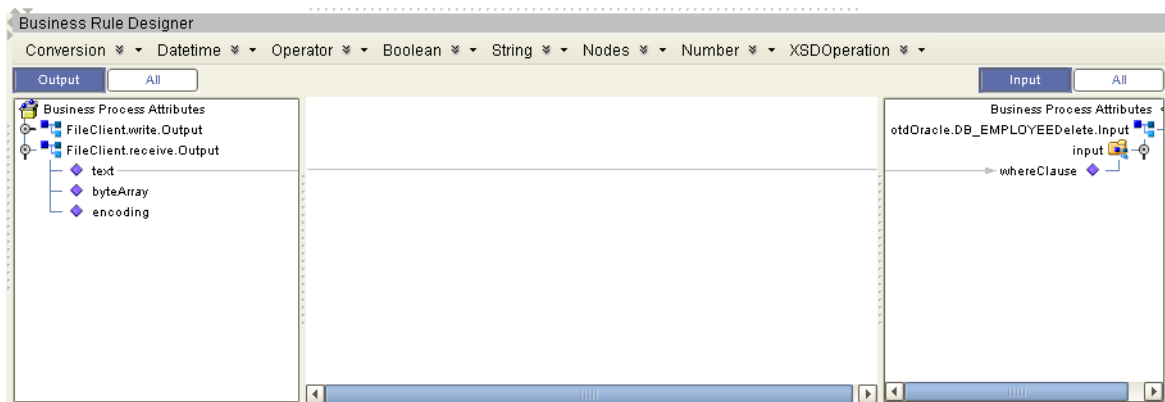 Business Rule Designer
Conversion Datetime Operator Boolean String Nodes Number XSDOperation
Output All Input All
Business Process Attributes
FileClient.write.Output
FileClient.receive.Output
text
byteArray
encoding
Business Process Attributes
otdOracle.DB_EMPLOYEEDelete.Input
input
whereClause